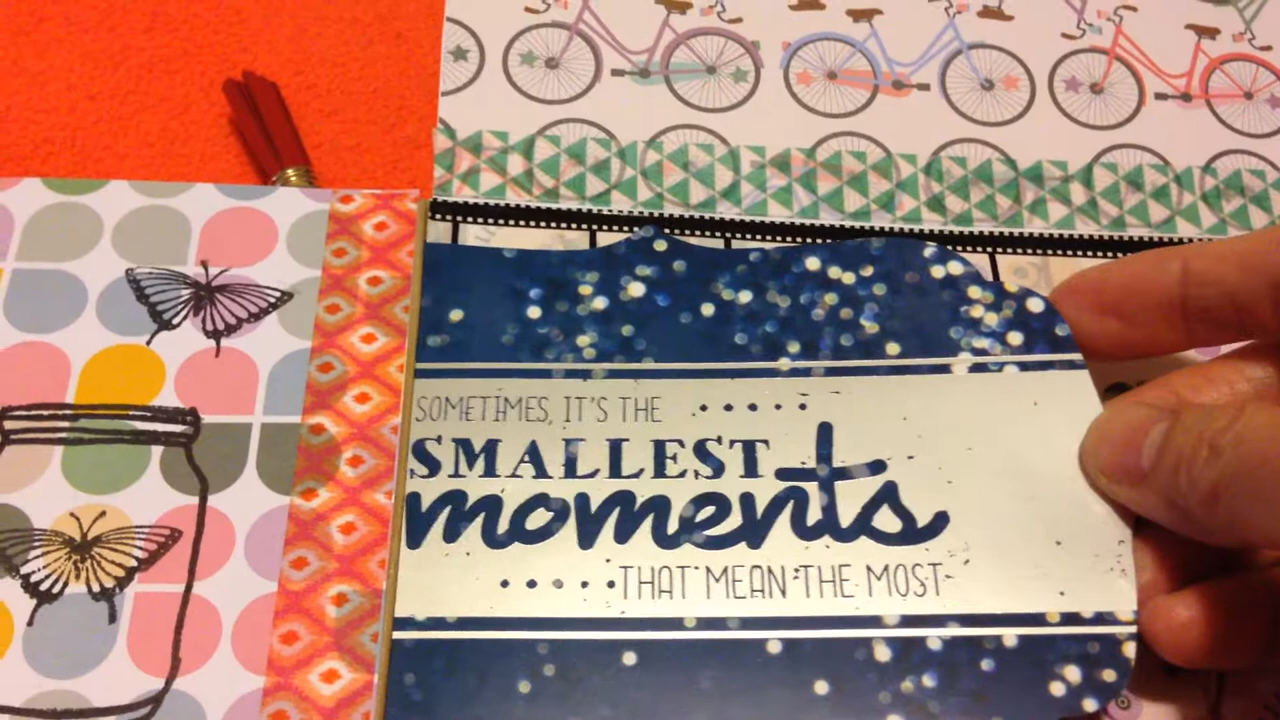 SOMETIMES, IT'S THE
SMALLEST
moments
THAT MEAN THE MOST